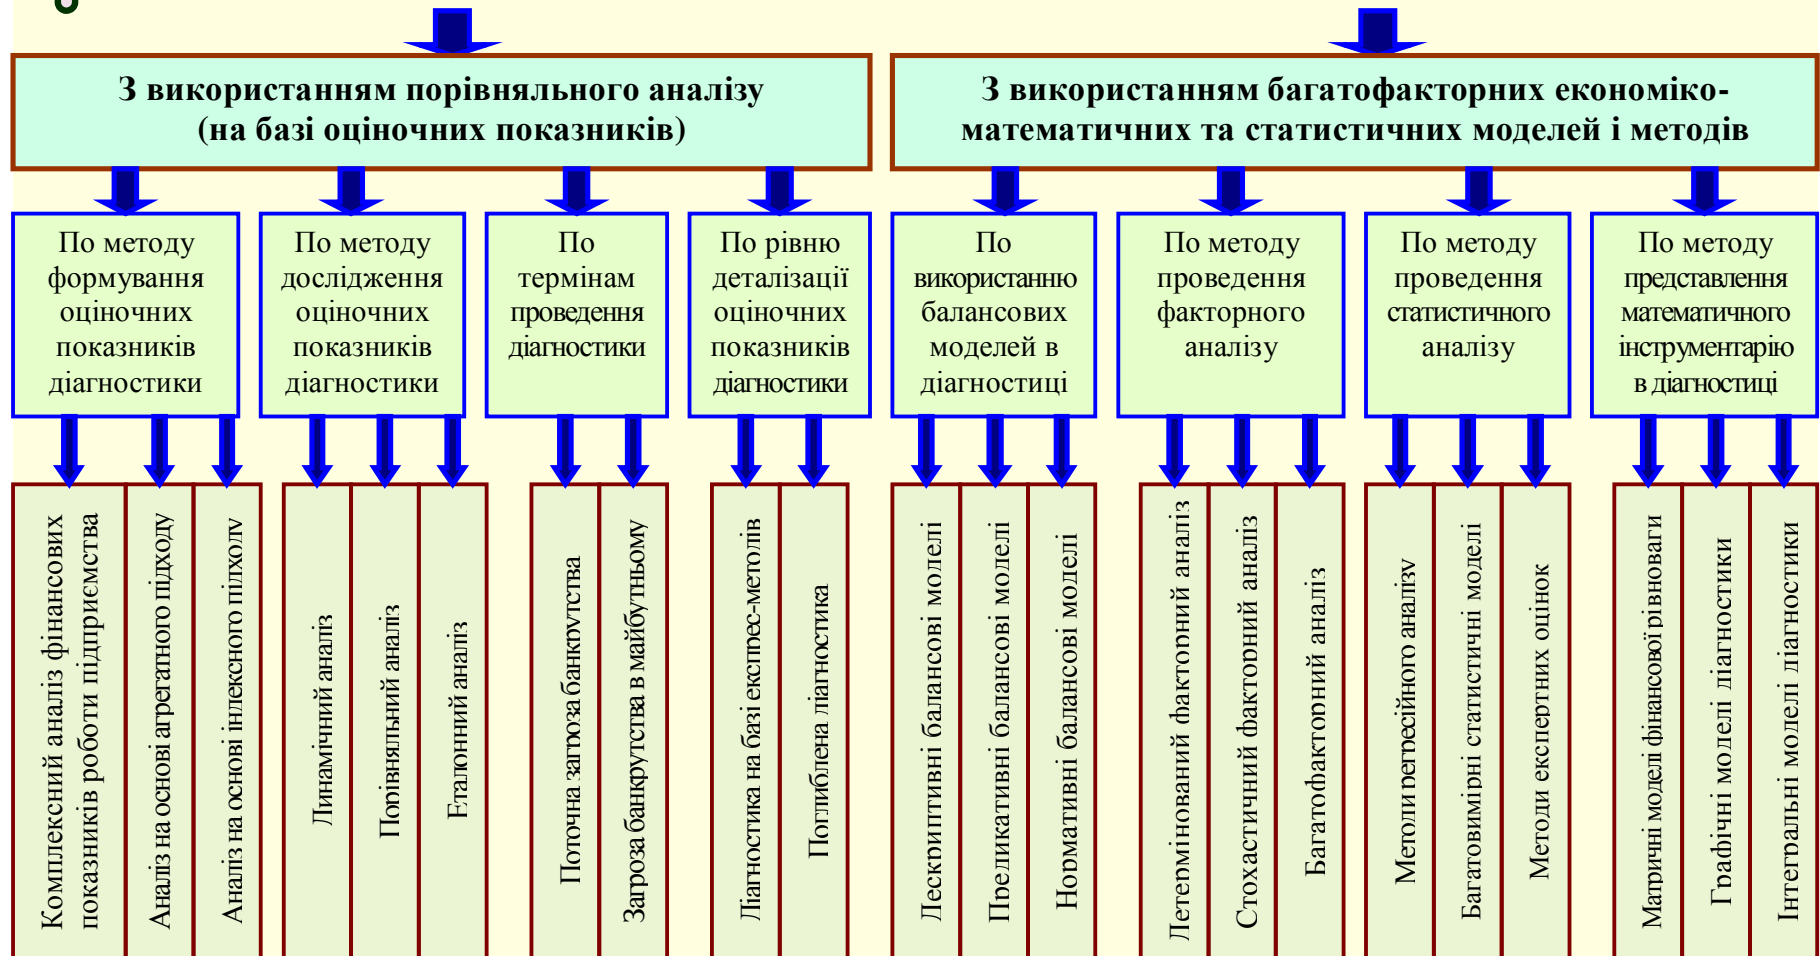 З використанням порівняльного аналізу
(на базі оціночних показників)
З використанням багатофакторних економіко-
математичних та статистичних моделей і методів
По методу
формування
оціночних
показників
діагностики
По методу
дослідження
оціночних
показників
діагностики
По
термінам
проведення
діагностики
По рівню
деталізації
оціночних
показників
діагностики
По
використанню
балансових
моделей в
діагностиці
По методу
проведення
факторного
аналізу
По методу
проведення
статистичного
аналізу
По методу
представлення
математичного
інструментарію
в діагностиці
Комплексний аналіз фінансових
показників роботи підприємства
Аналіз на основі агрегатного підходу
Аналіз на основі індексного підходу
Динамічний аналіз
Порівняльний аналіз
Еталонний аналіз
Поточна загроза банкрутства
Загроза банкрутства в майбутньому
Діагностика на базі експрес-методів
Поглиблена діагностика
Дескриптивні балансові моделі
Предикативні балансові моделі
Нормативні балансові моделі
Детермінований факторний аналіз
Стохастичний факторний аналіз
Багатофакторний аналіз
Методи регресійного аналізу
Багатовимірні статистичні моделі
Методи експертних оцінок
Матричні моделі фінансової рівноваги
Графічні моделі діагностики
Інтегральні моделі діагностики